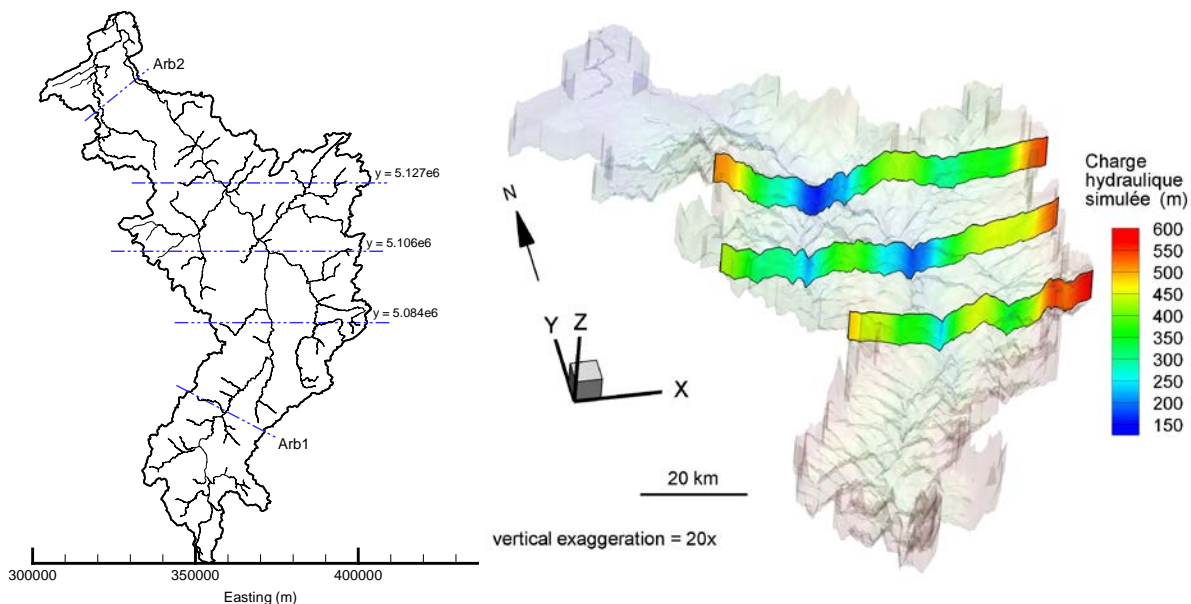 Arb2
y = 5.127e6
y = 5.106e6
y = 5.084e6
Arb1
300000
350000
400000
Easting (m)
N
Y
Z
X
20 km
vertical exaggeration = 20x
Charge
hydraulique
simulée (m)
600
550
500
450
400
350
300
250
200
150